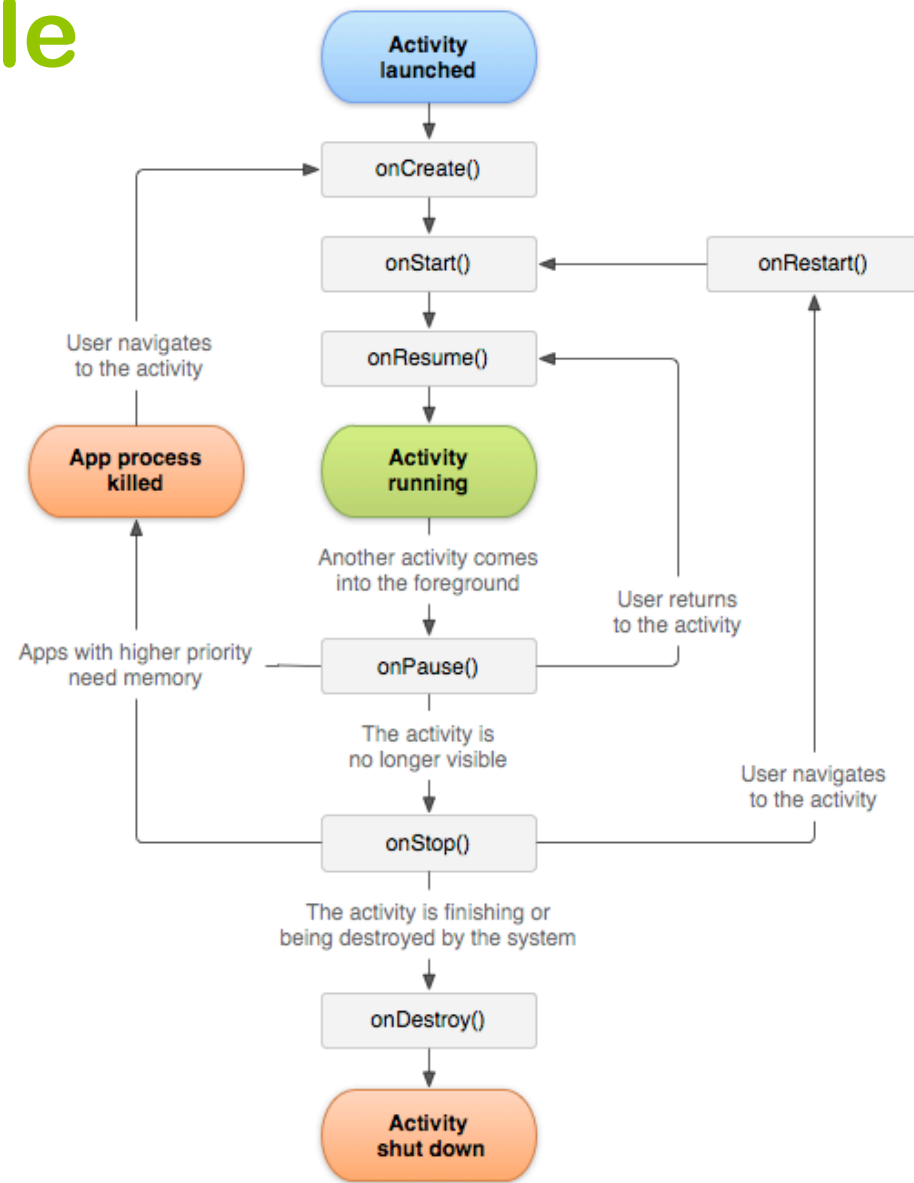 le
Activity
launched
onCreate()
onStart()
onRestart()
User navigates
to the activity
onResume()
App process
killed
Activity
running
Another activity comes
into the foreground
User returns
to the activity
Apps with higher priority
need memory
onPause()
The activity is
no longer visible
User navigates
to the activity
onStop()
The activity is finishing or
being destroyed by the system
onDestroy()
Activity
shut down